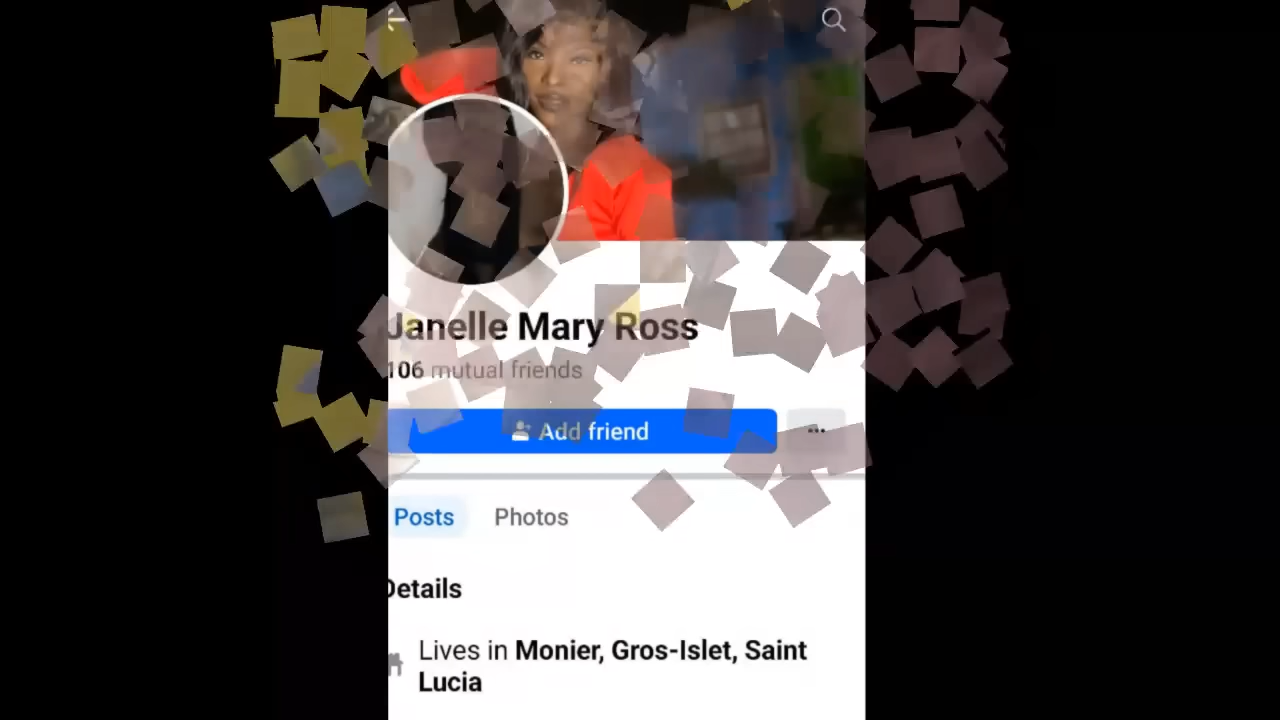 Janelle Mary Ross
106 mutual friends
Add friend
Posts Photos
Details
Lives in Monier, Gros-Islet, Saint
Lucia